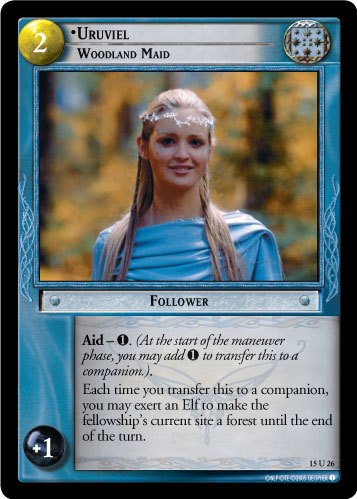 2
•Uruviel
Woodland Maid
Follower
Aid – ❶. (At the start of the maneuver
phase, you may add ❶ to transfer this to a
companion.).
Each time you transfer this to a companion,
you may exert an Elf to make the
fellowship's current site a forest until the end
of the turn.
+1
15 U 26